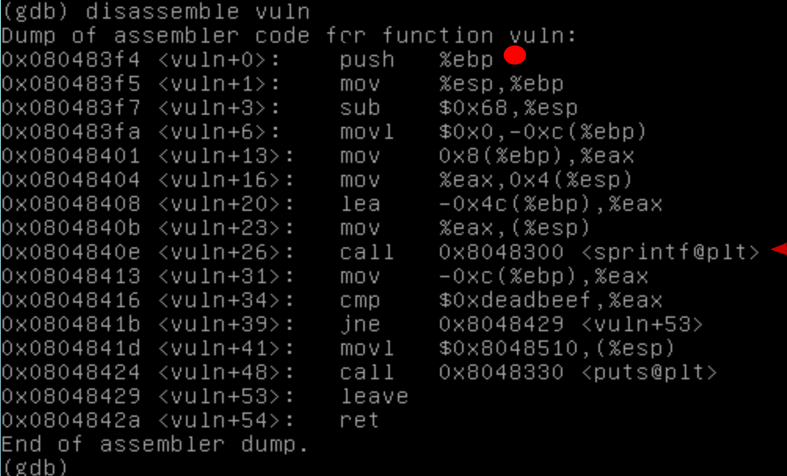 (gdb) disassemble vuln
Dump of assembler code for function vuln:
0x080483f4 <vuln+0>: push %ebp
0x080483f5 <vuln+1>: mov %esp,%ebp
0x080483f7 <vuln+3>: sub $0x68,%esp
0x080483fa <vuln+6>: movl $0x0,-0xc(%ebp)
0x08048401 <vuln+13>: mov 0x8(%ebp),%eax
0x08048404 <vuln+16>: mov %eax,0x4(%esp)
0x08048408 <vuln+20>: lea -0x4c(%ebp),%eax
0x0804840b <vuln+23>: mov %eax,(%esp)
0x0804840e <vuln+26>: call 0x8048300 <sprintf@plt>
0x08048413 <vuln+31>: mov -0xc(%ebp),%eax
0x08048416 <vuln+34>: cmp $0xdeadbeef,%eax
0x0804841b <vuln+39>: jne 0x8048429 <vuln+53>
0x0804841d <vuln+41>: movl $0x8048510,(%esp)
0x08048424 <vuln+48>: call 0x8048330 <puts@plt>
0x08048429 <vuln+53>: leave
0x0804842a <vuln+54>: ret
End of assembler dump.
(gdb)